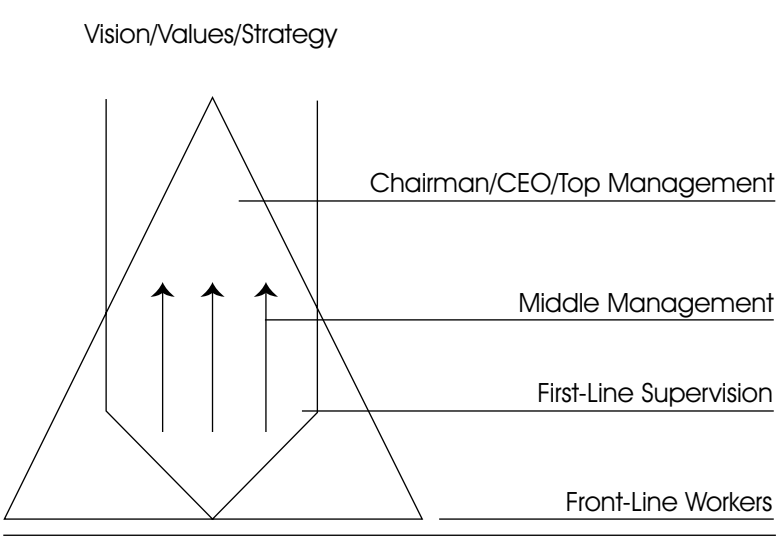 Vision/Values/Strategy
Chairman/CEO/Top Management
Middle Management
First-Line Supervision
Front-Line Workers